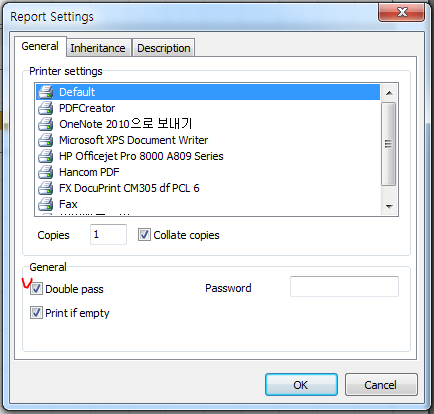 Report Settings
General Inheritance Description
Printer settings
Default
PDFCreator
OneNote 2010으로 보내기
Microsoft XPS Document Writer
HP Officejet Pro 8000 A809 Series
Hancom PDF
FX DocuPrint CM305 df PCL 6
Fax
Copies 1 Collate copies
General
Double pass Password
Print if empty
OK Cancel